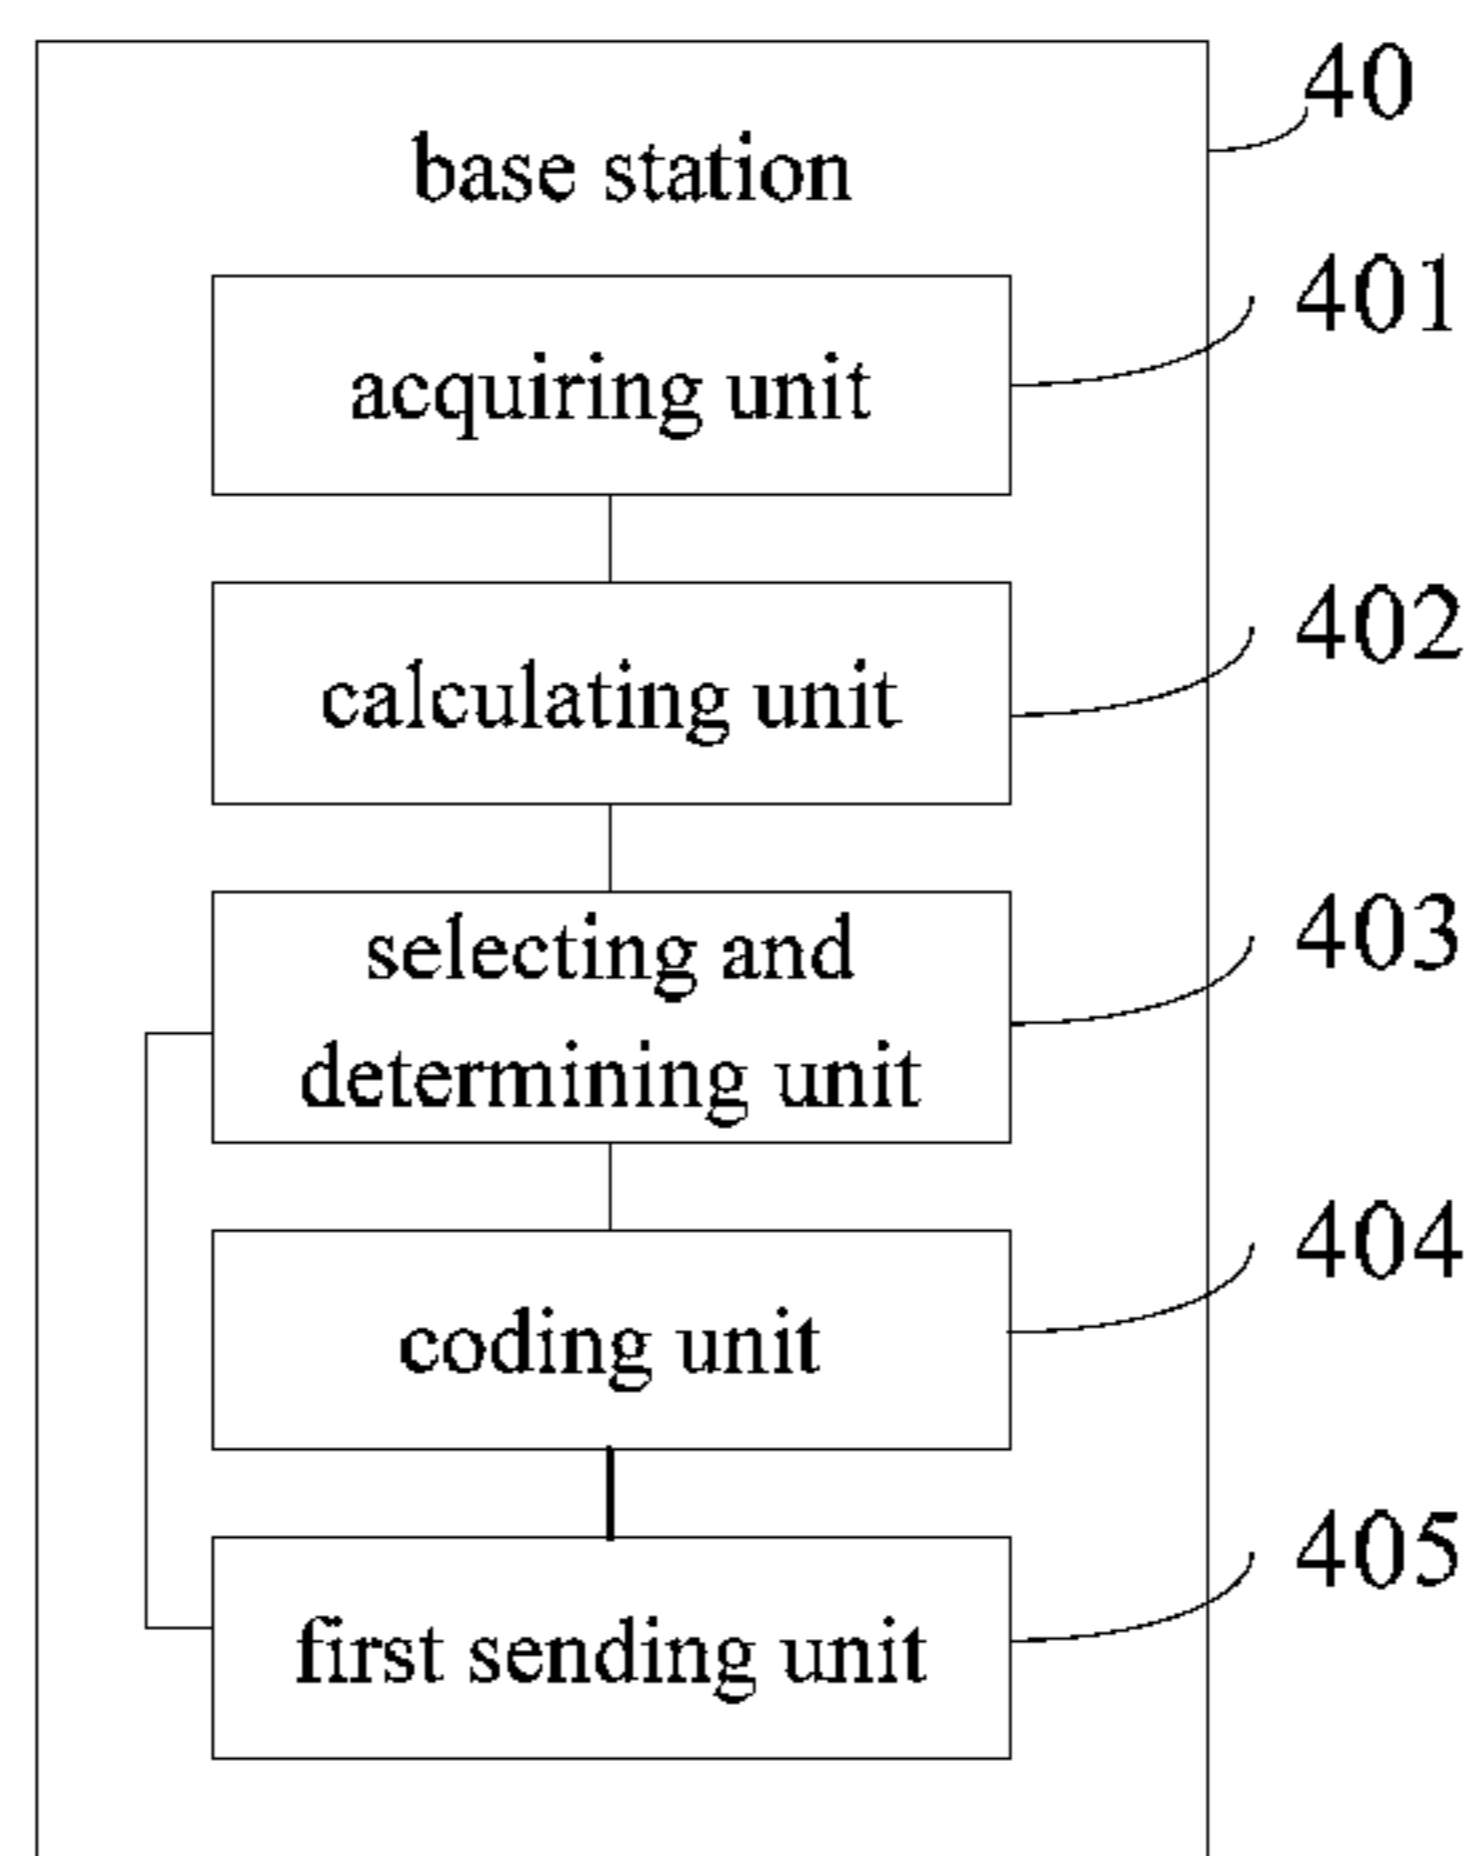 40
base station
401
acquiring unit
402
calculating unit
403
selecting and
determining unit
404
coding unit
405
first sending unit